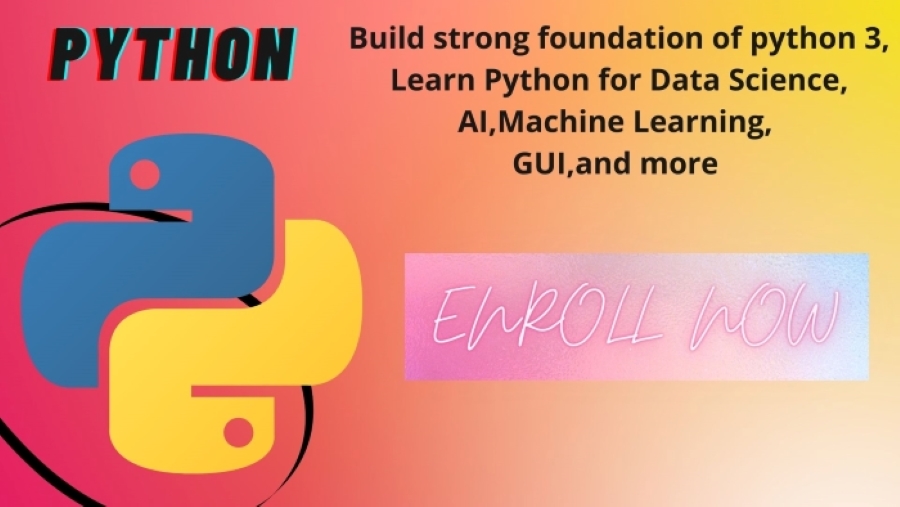 PYTHON
Build strong foundation of python 3,
Learn Python for Data Science,
AI,Machine Learning,
GUI,and more
ENROLL NOW